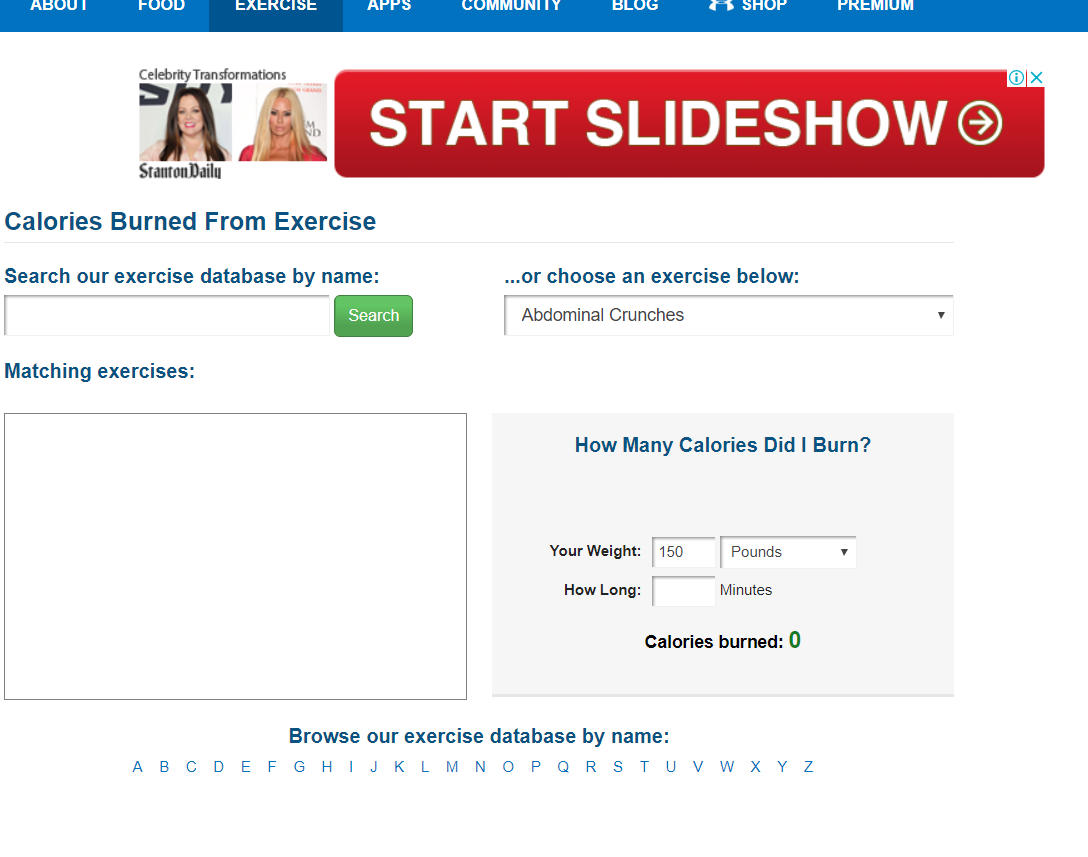 ABOUT FOOD EXERCISE APPS COMMUNITY BLOG SHOP PREMIUM
Celebrity Transformations
START SLIDESHOW
Stanton Daily
Calories Burned From Exercise
Search our exercise database by name:
...or choose an exercise below:
Search
Abdominal Crunches
Matching exercises:
How Many Calories Did I Burn?
Your Weight: 150 Pounds
How Long: Minutes
Calories burned: 0
Browse our exercise database by name:
A B C D E F G H I J K L M N O P Q R S T U V W X Y Z